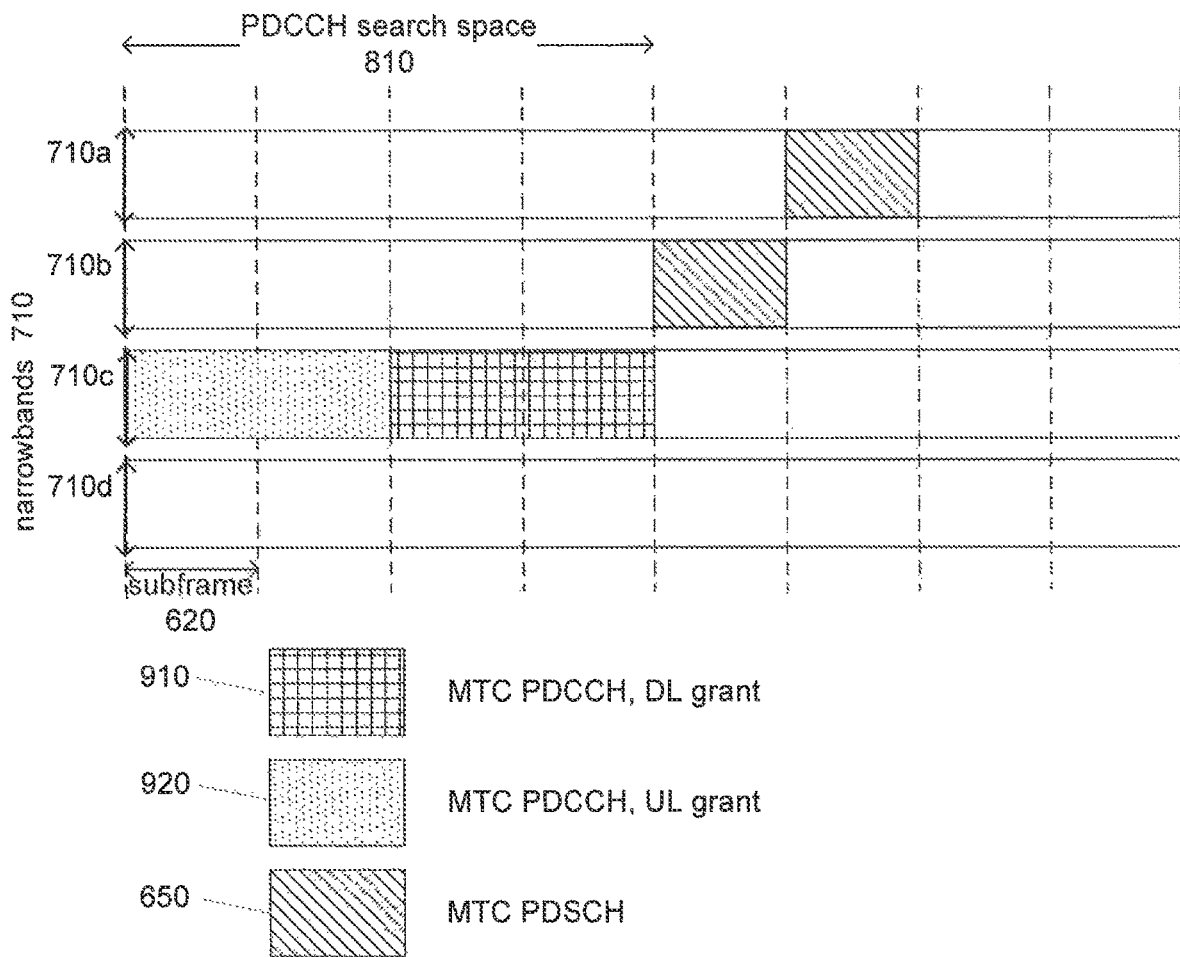 PDCCH search space
810
710a
710b
narrowbands 710
710c
710d
subframe
620
910
MTC PDCCH, DL grant
920
MTC PDCCH, UL grant
650
MTC PDSCH